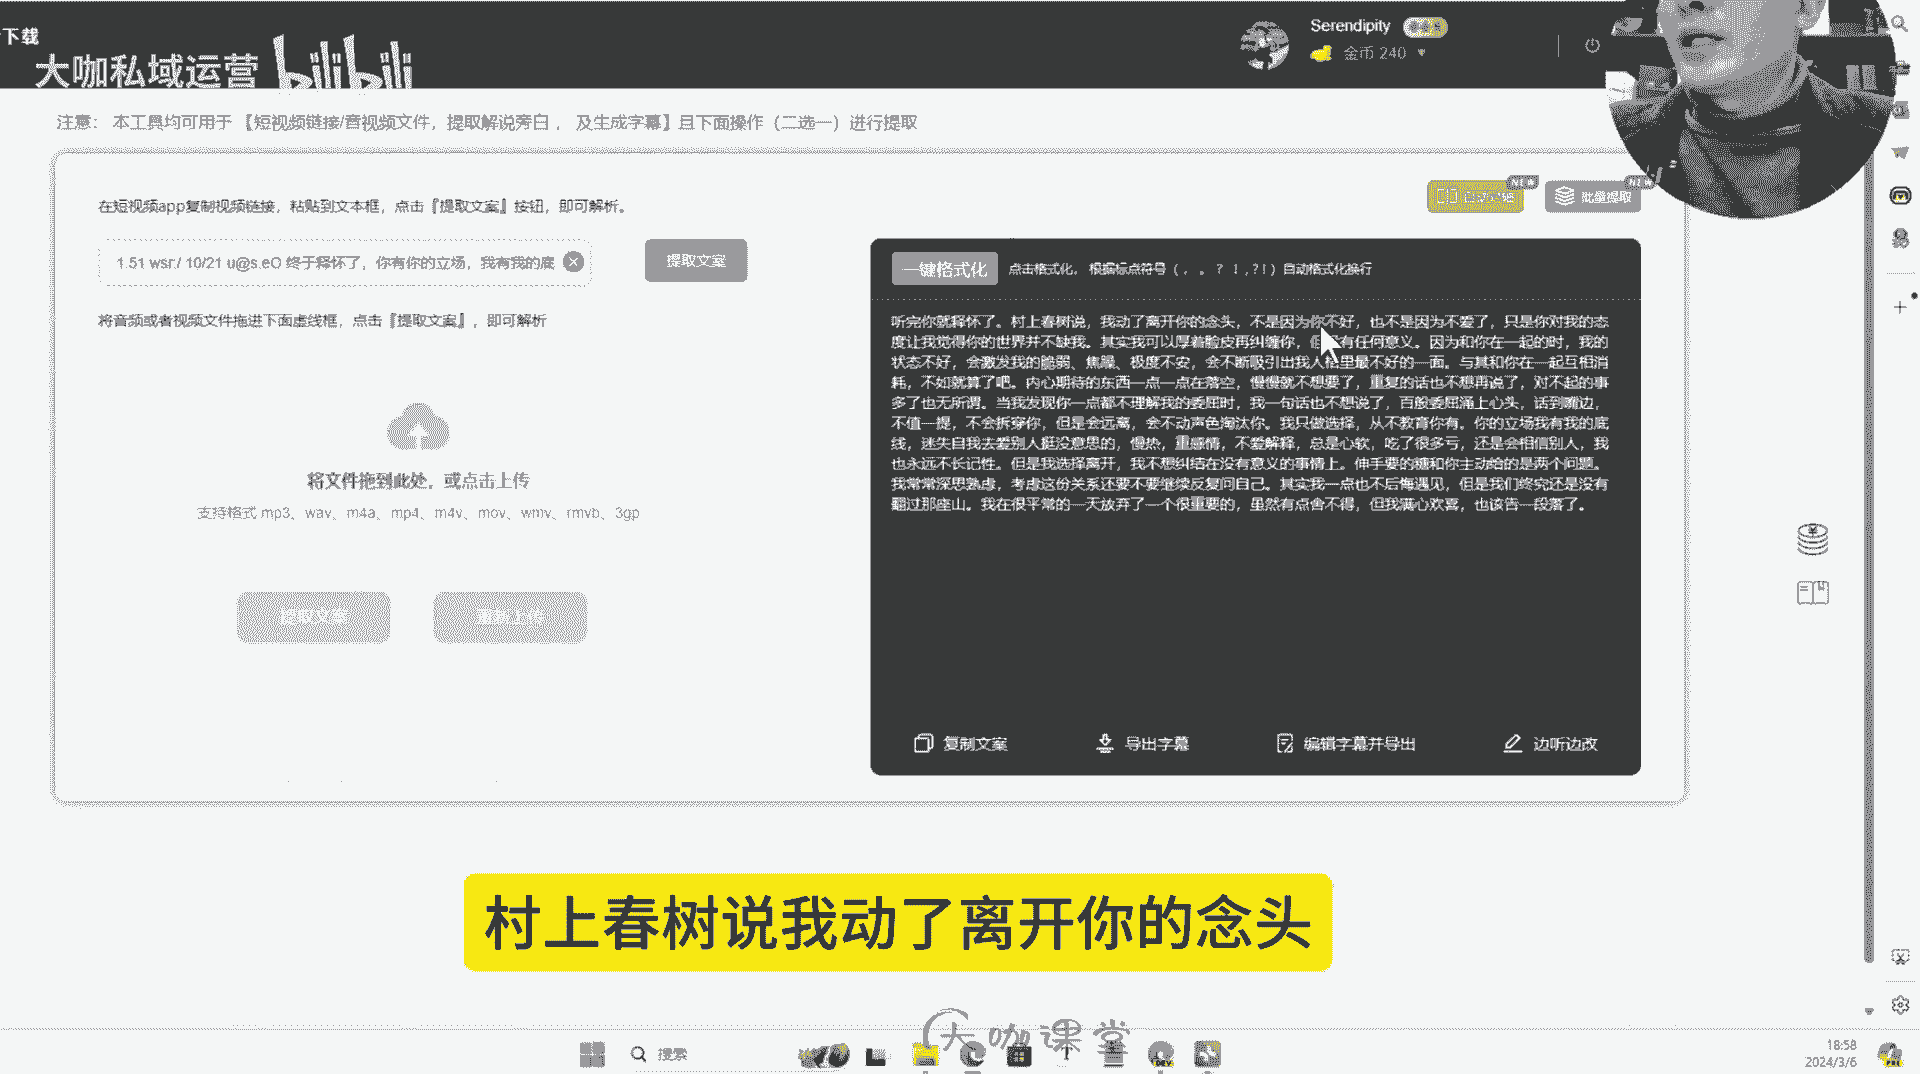 下载
大咖私域运营 bilibili
Serendipity
金币 240
注意： 本工具均可用于 【短视频链接/音视频文件，提取解说旁白 ， 及生成字幕】且下面操作（二选一）进行提取
在短视频app复制视频链接，粘贴到文本框，点击『提取文案』按钮，即可解析。
NEW
NEW
批量提取
1.51 wsr:/ 10/21 u@s.eO 终于释怀了，你有你的立场，我有我的底
提取文案
一键格式化
点击格式化， 根据标点符号（，。？！,?!）自动格式化换行
将音频或者视频文件拖进下面虚线框，点击『提取文案』，即可解析
听完你就释怀了。村上春树说，我动了离开你的念头，不是因为你不好，也不是因为不爱了，只是你对我的态
度让我觉得你的世界并不缺我。其实我可以厚着脸皮再纠缠你，但 有任何意义。因为和你在一起的时，我的
状态不好，会激发我的脆弱、焦躁、极度不安，会不断吸引出我人格里最不好的一面。与其和你在一起互相消
耗，不如就算了吧。内心期待的东西一点一点在落空，慢慢就不想要了，重复的话也不想再说了，对不起的事
多了也无所谓。当我发现你一点都不理解我的委屈时，我一句话也不想说了，百般委屈涌上心头，话到嘴边，
不值一提，不会拆穿你，但是会远离，会不动声色淘汰你。我只做选择，从不教育你有。你的立场我有我的底
线，迷失自我去爱别人挺没意思的，慢热，重感情，不爱解释，总是心软，吃了很多亏，还是会相信别人，我
也永远不长记性。但是我选择离开，我不想纠结在没有意义的事情上。伸手要的糖和你主动给的是两个问题。
我常常深思熟虑，考虑这份关系还要不要继续反复问自己。其实我一点也不后悔遇见，但是我们终究还是没有
翻过那座山。我在很平常的一天放弃了一个很重要的，虽然有点舍不得，但我满心欢喜，也该告一段落了。
将文件拖到此处，或点击上传
支持格式 mp3、wav、m4a、mp4、m4v、mov、wmv、rmvb、3gp
提取文案
重新上传
复制文案
导出字幕
编辑字幕并导出
边听边改
村上春树说我动了离开你的念头
大咖课堂
搜索
18:58
2024/3/6